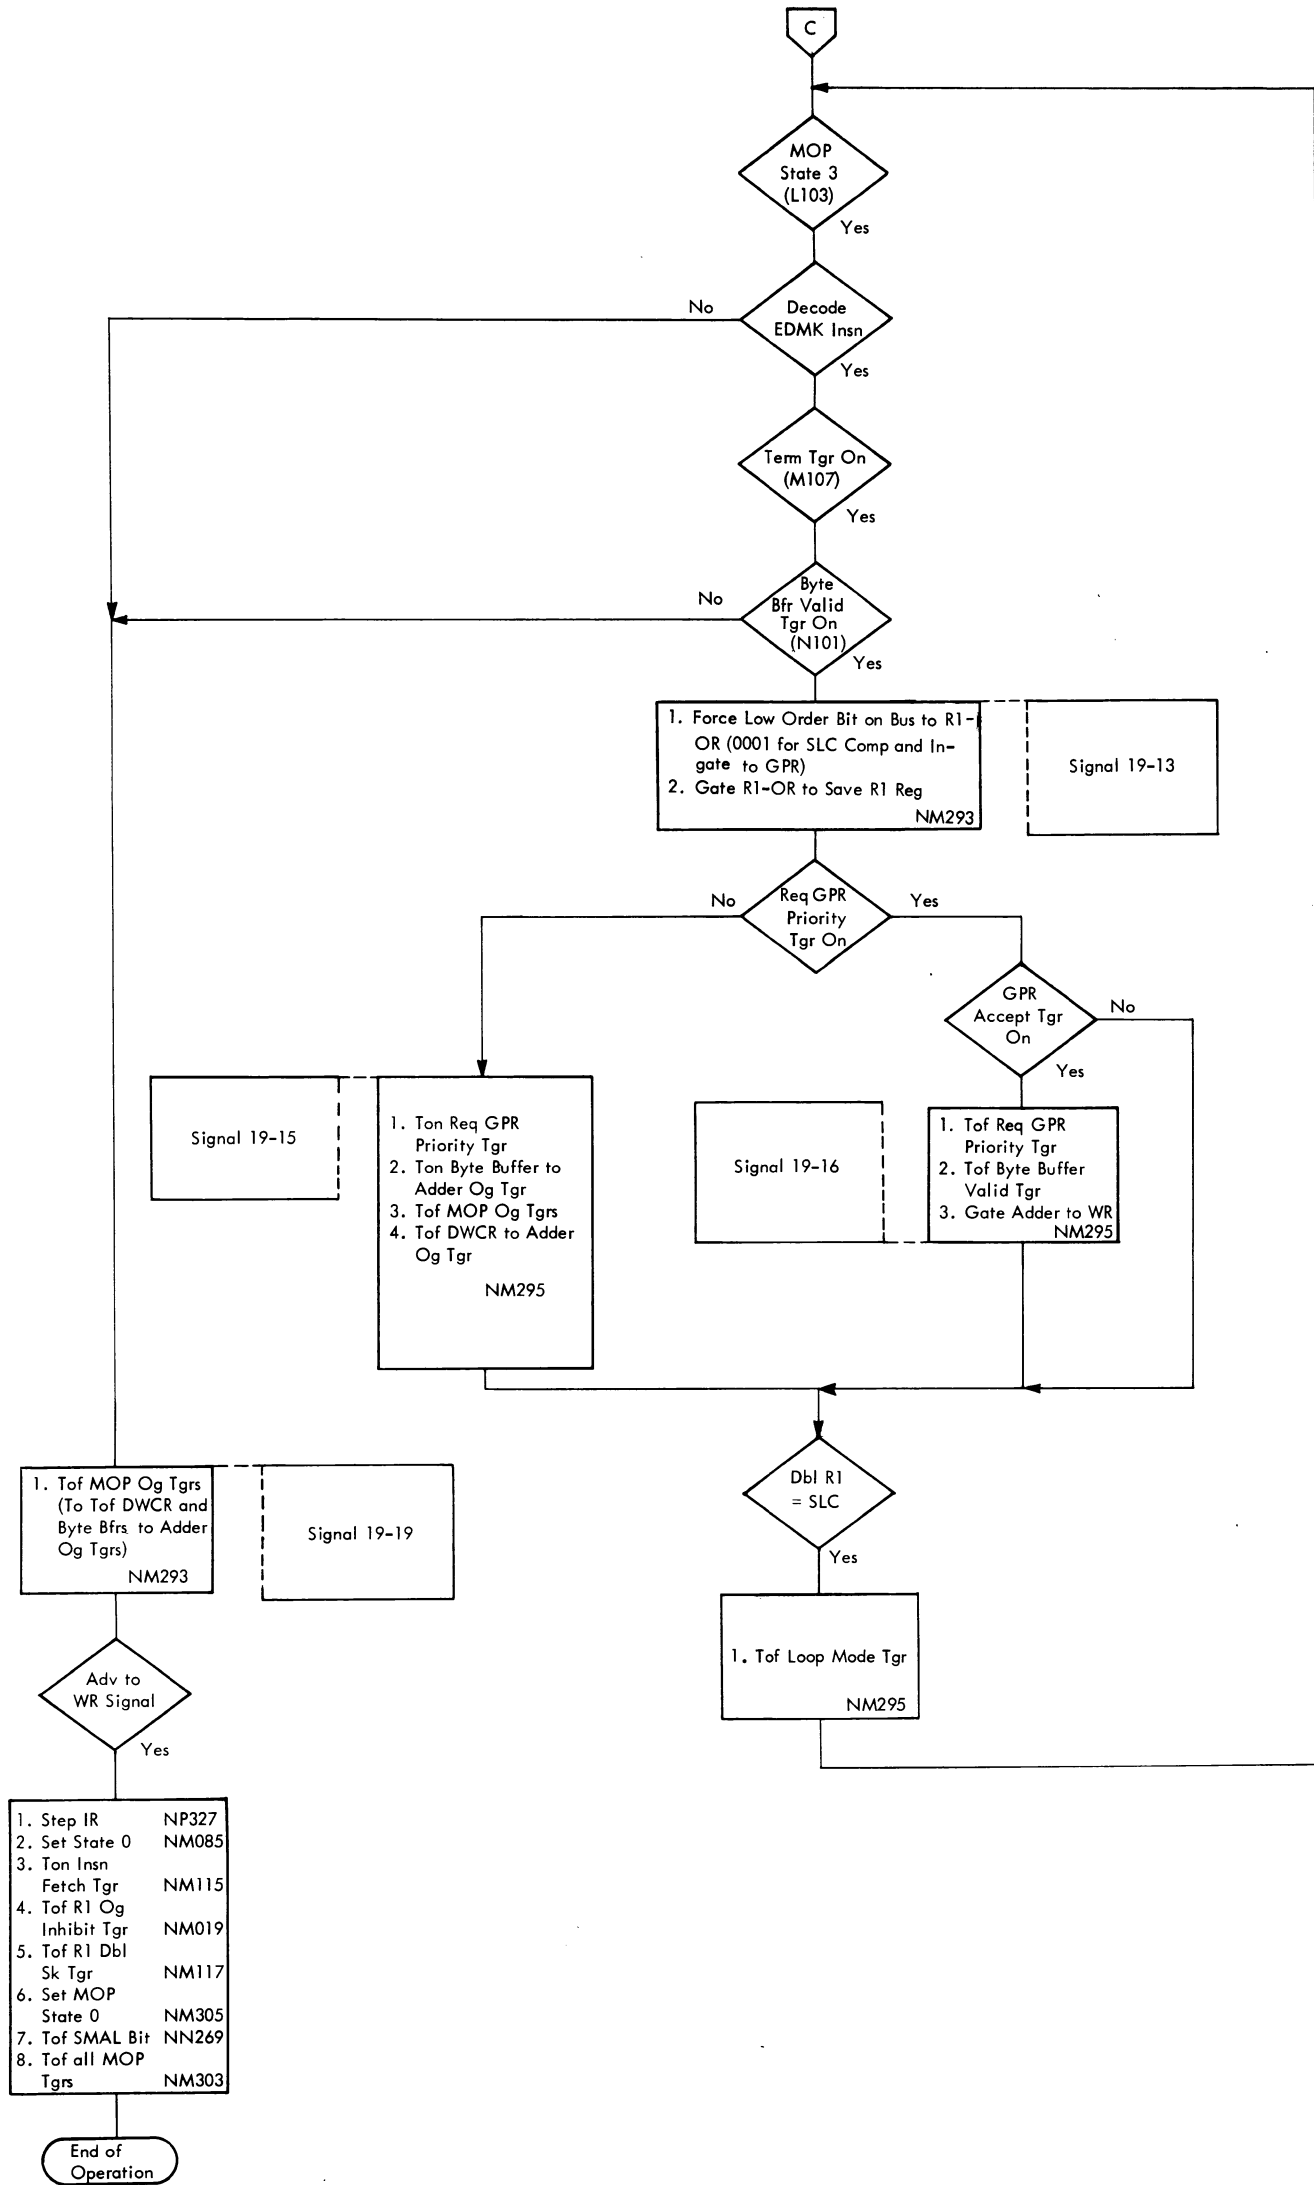 C
MOP
State 3
(L103)
Yes
No
Decode
EDMK Insn
Yes
Term Tgr On
(M107)
Yes
No
Byte
Bfr Valid
Tgr On
(N101)
Yes
1. Force Low Order Bit on Bus to R1-
OR (0001 for SLC Comp and In-
gate to GPR)
2. Gate R1-OR to Save R1 Reg
NM293
Signal 19-13
No
Req GPR
Priority
Tgr On
Yes
GPR
Accept Tgr
On
No
Yes
Signal 19-15
1. Ton Req GPR
Priority Tgr
2. Ton Byte Buffer to
Adder Og Tgr
3. Tof MOP Og Tgrs
4. Tof DWCR to Adder
Og Tgr
NM295
Signal 19-16
1. Tof Req GPR
Priority Tgr
2. Tof Byte Buffer
Valid Tgr
3. Gate Adder to WR
NM295
Dbl R1
= SLC
Yes
1. Tof Loop Mode Tgr
NM295
1. Tof MOP Og Tgrs
(To Tof DWCR and
Byte Bfrs to Adder
Og Tgrs)
NM293
Signal 19-19
Adv to
WR Signal
Yes
1. Step IR NP327
2. Set State 0 NM085
3. Ton Insn
Fetch Tgr NM115
4. Tof R1 Og
Inhibit Tgr NM019
5. Tof R1 Dbl
Sk Tgr NM117
6. Set MOP
State 0 NM305
7. Tof SMAL Bit NN269
8. Tof all MOP
Tgrs NM303
End of
Operation